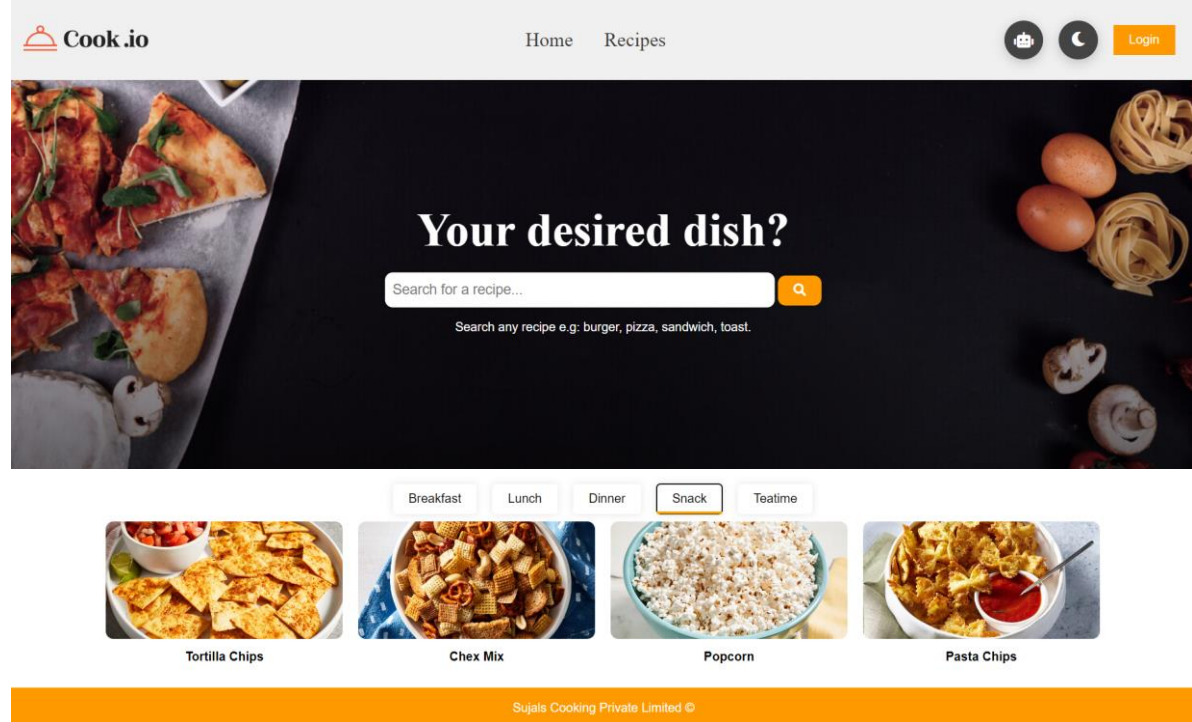 Cook.io
Home Recipes
Login
Your desired dish?
Search for a recipe...
Search any recipe e.g: burger, pizza, sandwich, toast.
Breakfast Lunch Dinner Snack Teatime
Tortilla Chips Chex Mix Popcorn Pasta Chips
Sujals Cooking Private Limited ©